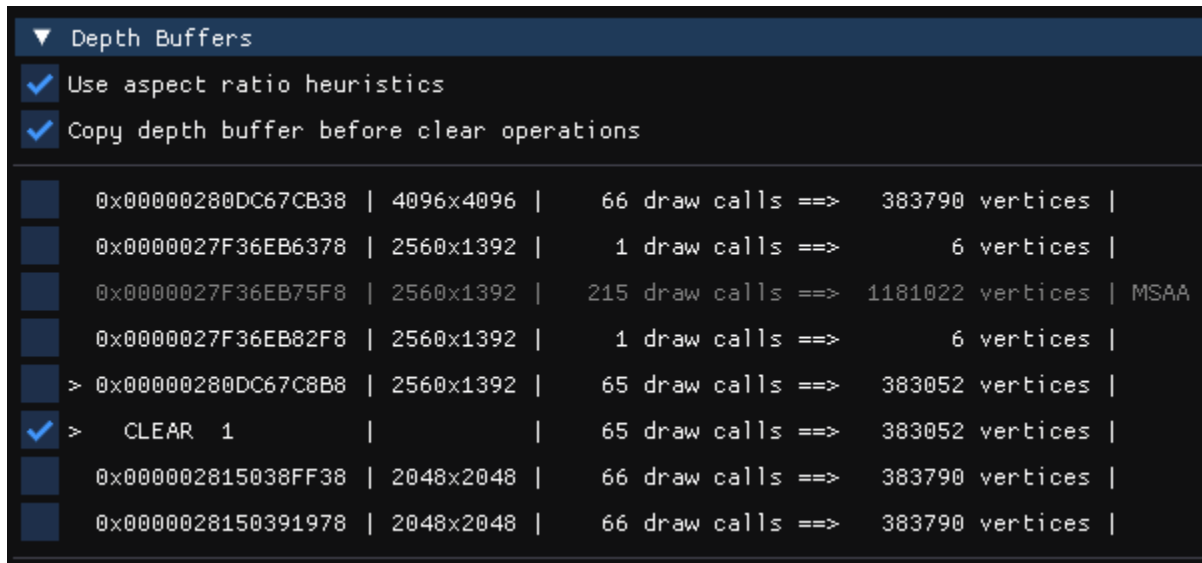 Depth Buffers
Use aspect ratio heuristics
Copy depth buffer before clear operations
0x00000280DC67CB38 | 4096x4096 | 66 draw calls ==> 383790 vertices |
0x0000027F36EB6378 | 2560x1392 | 1 draw calls ==> 6 vertices |
0x0000027F36EB75F8 | 2560x1392 | 215 draw calls ==> 1181022 vertices | MSAA
0x0000027F36EB82F8 | 2560x1392 | 1 draw calls ==> 6 vertices |
> 0x00000280DC67C8B8 | 2560x1392 | 65 draw calls ==> 383052 vertices |
> CLEAR 1 | | 65 draw calls ==> 383052 vertices |
0x000002815038FF38 | 2048x2048 | 66 draw calls ==> 383790 vertices |
0x0000028150391978 | 2048x2048 | 66 draw calls ==> 383790 vertices |